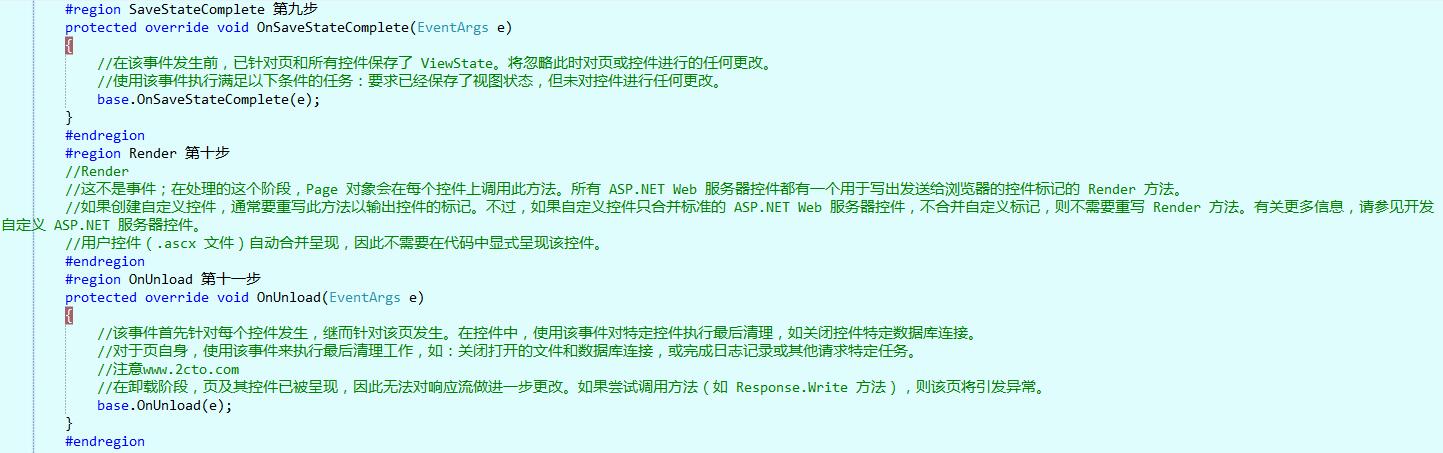 #region SaveStateComplete 第九步
protected override void OnSaveStateComplete(EventArgs e)
{
//在该事件发生前，已针对页和所有控件保存了 ViewState。将忽略此时对页或控件进行的任何更改。
//使用该事件执行满足以下条件的任务：要求已经保存了视图状态，但未对控件进行任何更改。
base.OnSaveStateComplete(e);
}
#endregion
#region Render 第十步
//Render
//这不是事件；在处理的这个阶段，Page 对象会在每个控件上调用此方法。所有 ASP.NET Web 服务器控件都有一个用于写出发送给浏览器的控件标记的 Render 方法。
//如果创建自定义控件，通常要重写此方法以输出控件的标记。不过，如果自定义控件只合并标准的 ASP.NET Web 服务器控件，不合并自定义标记，则不需要重写 Render 方法。有关更多信息，请参见开发
自定义 ASP.NET 服务器控件。
//用户控件（.ascx 文件）自动合并呈现，因此不需要在代码中显式呈现该控件。
#endregion
#region OnUnload 第十一步
protected override void OnUnload(EventArgs e)
{
//该事件首先针对每个控件发生，继而针对该页发生。在控件中，使用该事件对特定控件执行最后清理，如关闭控件特定数据库连接。
//对于页自身，使用该事件来执行最后清理工作，如：关闭打开的文件和数据库连接，或完成日志记录或其他请求特定任务。
//注意www.2cto.com
//在卸载阶段，页及其控件已被呈现，因此无法对响应流做进一步更改。如果尝试调用方法（如 Response.Write 方法），则该页将引发异常。
base.OnUnload(e);
}
#endregion